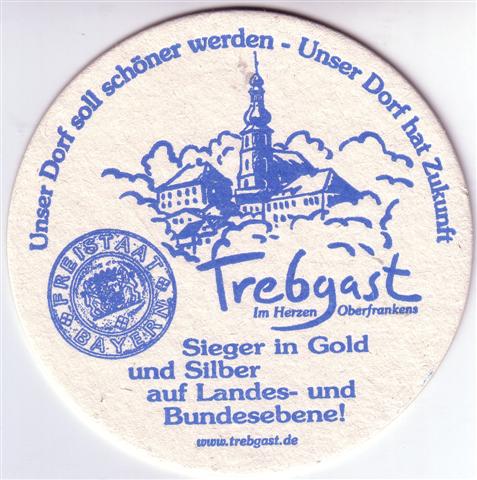 Unser Dorf soll schöner werden - Unser Dorf hat Zukunft
Trebgast
Im Herzen Oberfrankens
FREISTAAT
BAYERN
Sieger in Gold
und Silber
auf Landes- und
Bundesebene!
www.trebgast.de